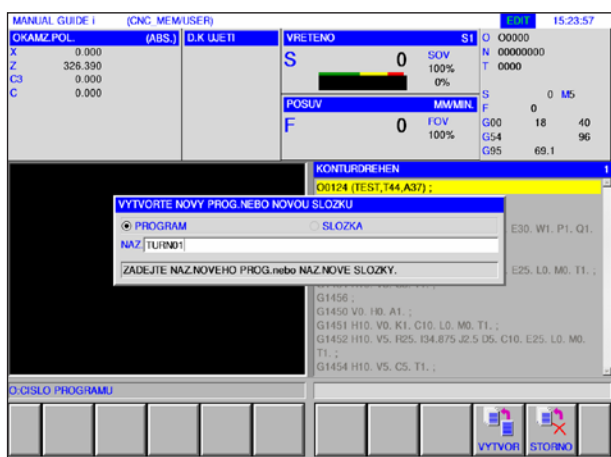 MANUAL GUIDE i (CNC_MEM/USER) EDIT 15:23:57
OKAMZ.POL. (ABS.)
X 0.000
Z 326.390
C3 0.000
C 0.000
D.K UJETI
VRETENO S1
S 0 SOV
100%
0%
POSUV MM/MIN.
F 0 FOV
100%
O O0000
N 00000000
T 0000
S 0 M5
F 0
G00 18 40
G54 96
G95 69.1
KONTURDREHEN 1
O0124 (TEST,T44,A37) ;
VYTVORTE NOVY PROG.NEBO NOVOU SLOZKU
PROGRAM SLOZKA
NAZ. TURN01
ZADEJTE NAZ.NOVEHO PROG.nebo NAZ.NOVE SLOZKY.
E30. W1. P1. Q1.
E25. L0. M0. T1. ;
G1456 ;
G1450 V0. H0. A1. ;
G1451 H10. V0. K1. C10. L0. M0. T1. ;
G1452 H10. V5. R25. I34.875 J2.5 D5. C10. E25. L0. M0.
T1. ;
G1454 H10. V5. C5. T1. ;
O:CISLO PROGRAMU
VYTVOR STORNO